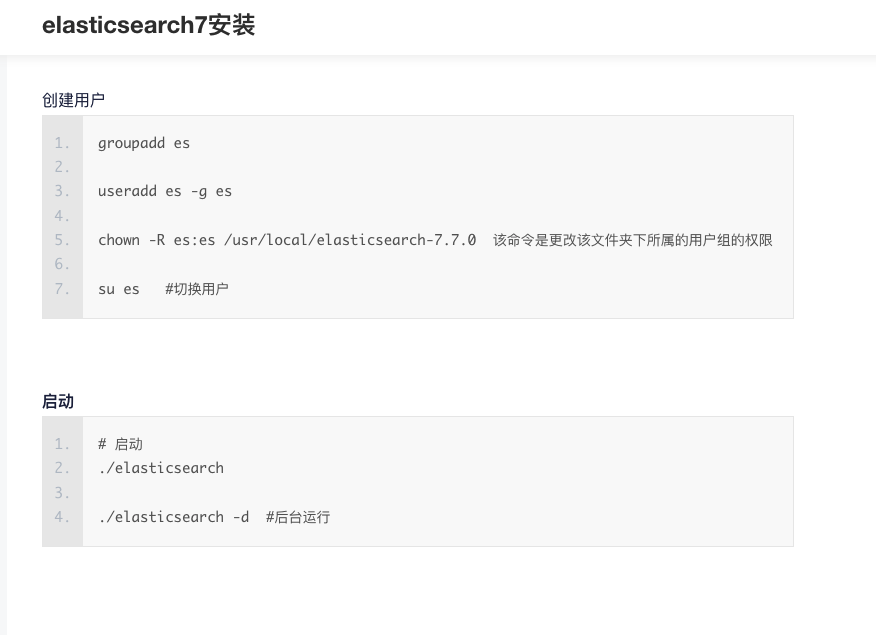 elasticsearch7安装
创建用户
1. groupadd es
2.
3. useradd es -g es
4.
5. chown -R es:es /usr/local/elasticsearch-7.7.0  该命令是更改该文件夹下所属的用户组的权限
6.
7. su es   #切换用户
启动
1. # 启动
2. ./elasticsearch
3.
4. ./elasticsearch -d  #后台运行